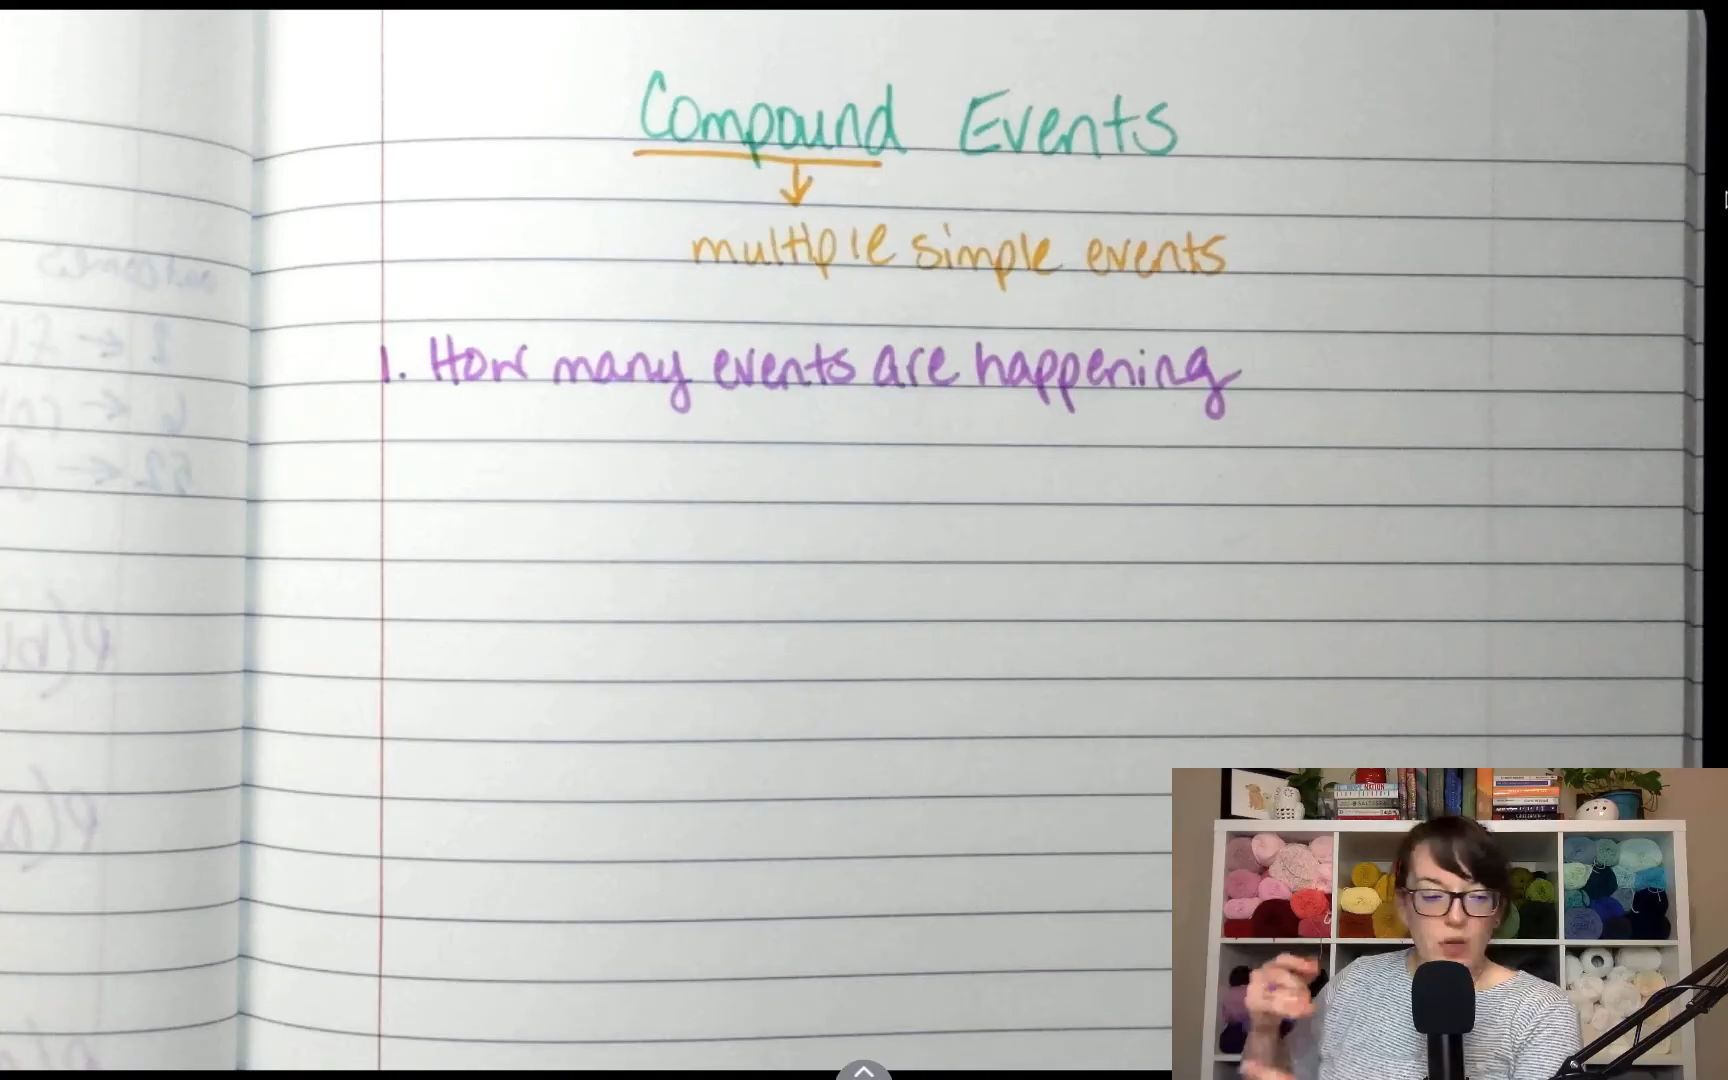 Compound Events
multiple simple events
1. How many events are happening